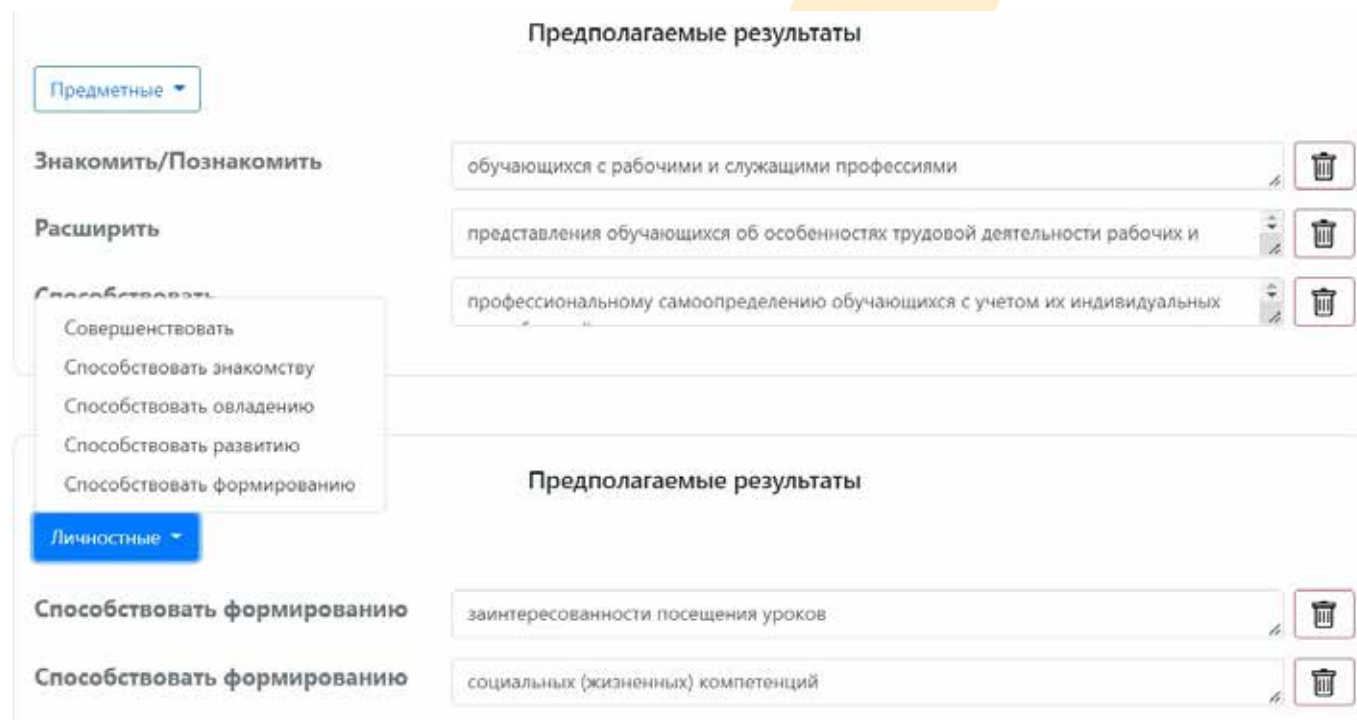 Предполагаемые результаты
Предметные
Знакомить/Познакомить
обучающихся с рабочими и служащими профессиями
Расширить
представления обучающихся об особенностях трудовой деятельности рабочих и
Способствовать
профессиональному самоопределению обучающихся с учетом их индивидуальных
Совершенствовать
Способствовать знакомству
Способствовать овладению
Способствовать развитию
Способствовать формированию
Предполагаемые результаты
Личностные
Способствовать формированию
заинтересованности посещения уроков
Способствовать формированию
социальных (жизненных) компетенций